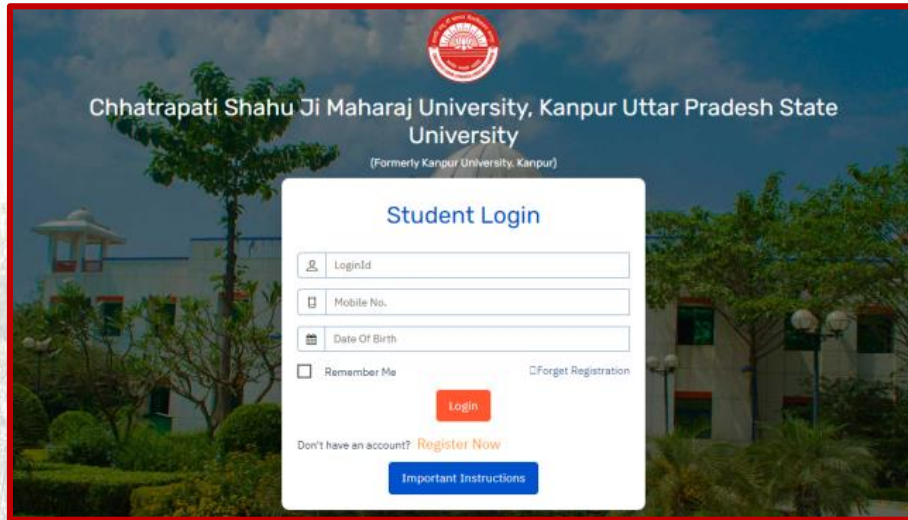 Chhatrapati Shahu Ji Maharaj University, Kanpur Uttar Pradesh State
University
(Formerly Kanpur University, Kanpur)
Student Login
LoginId
Mobile No.
Date Of Birth
Remember Me
Forget Registration
Login
Don't have an account? Register Now
Important Instructions